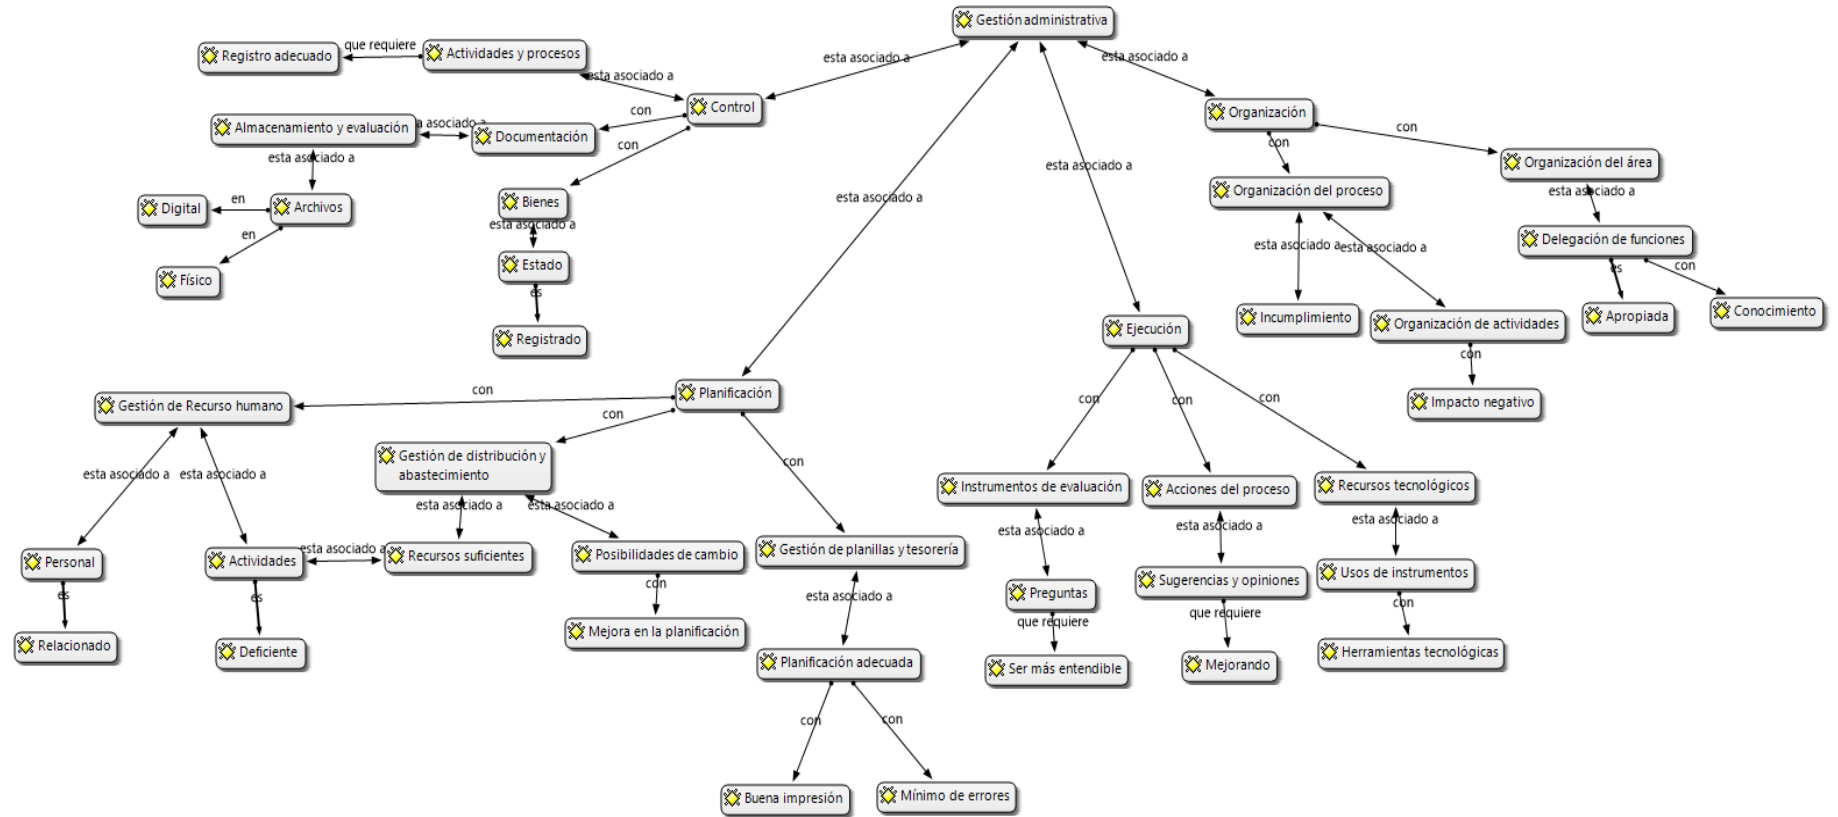 Gestión administrativa
esta asociado a
esta asociado a
esta asociado a
esta asociado a
Registro adecuado
que requiere
Actividades y procesos
esta asociado a
Control
con
con
Almacenamiento y evaluación
a asociado a
Documentación
esta asociado a
Digital
en
Archivos
en
Físico
Bienes
esta asociado a
Estado
es
Registrado
Organización
con
con
Organización del proceso
Organización del área
esta asociado a
esta asociado a
esta asociado a
Delegación de funciones
es
con
Incumplimiento
Organización de actividades
Apropiada
Conocimiento
con
Impacto negativo
Planificación
con
con
con
Gestión de Recurso humano
esta asociado a
esta asociado a
Gestión de distribución y
abastecimiento
esta asociado a
esta asociado a
Personal
es
Relacionado
Actividades
esta asociado a
es
Deficiente
Recursos suficientes
Posibilidades de cambio
con
Mejora en la planificación
Gestión de planillas y tesorería
esta asociado a
Planificación adecuada
con
con
Buena impresión
Mínimo de errores
Ejecución
con
con
con
Instrumentos de evaluación
Acciones del proceso
Recursos tecnológicos
esta asociado a
esta asociado a
esta asociado a
Preguntas
Sugerencias y opiniones
Usos de instrumentos
que requiere
que requiere
con
Ser más entendible
Mejorando
Herramientas tecnológicas